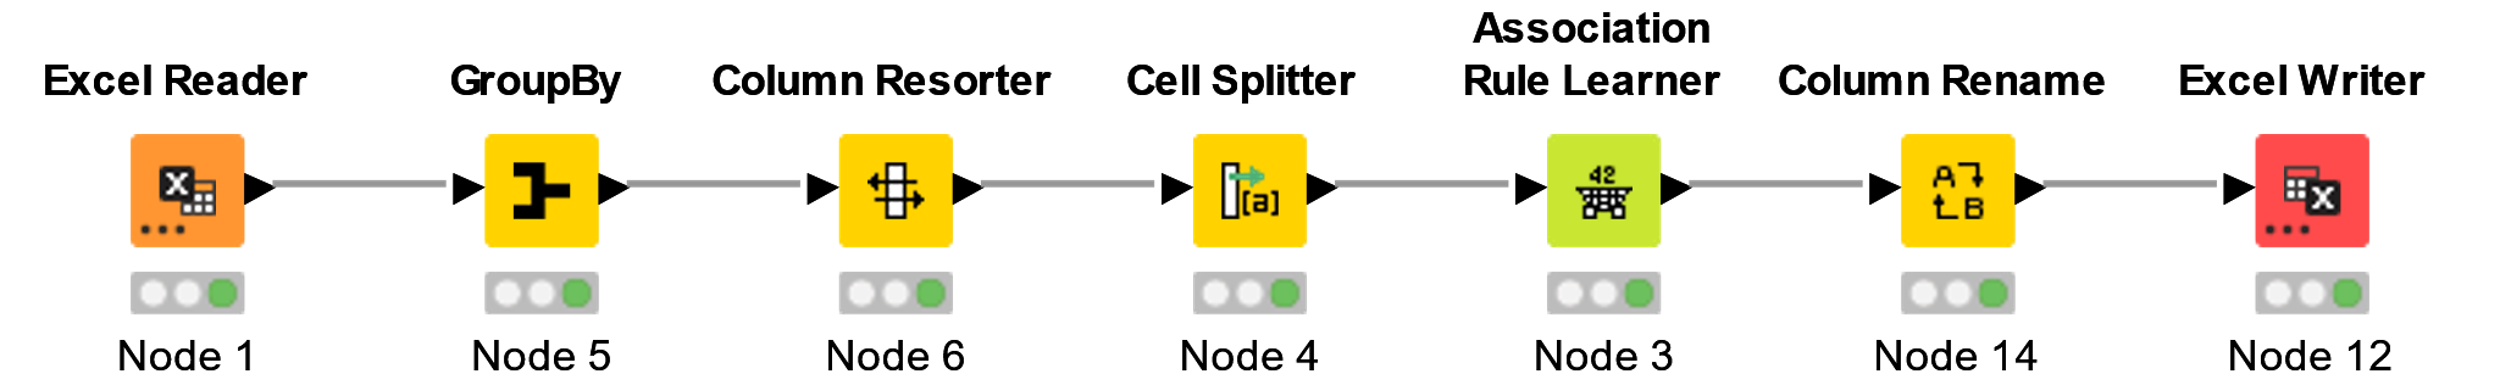 Excel Reader
GroupBy
Column Resorter
Cell Splitter
Association
Rule Learner
Column Rename
Excel Writer
X
[a]
42
A
B
X
Node 1
Node 5
Node 6
Node 4
Node 3
Node 14
Node 12